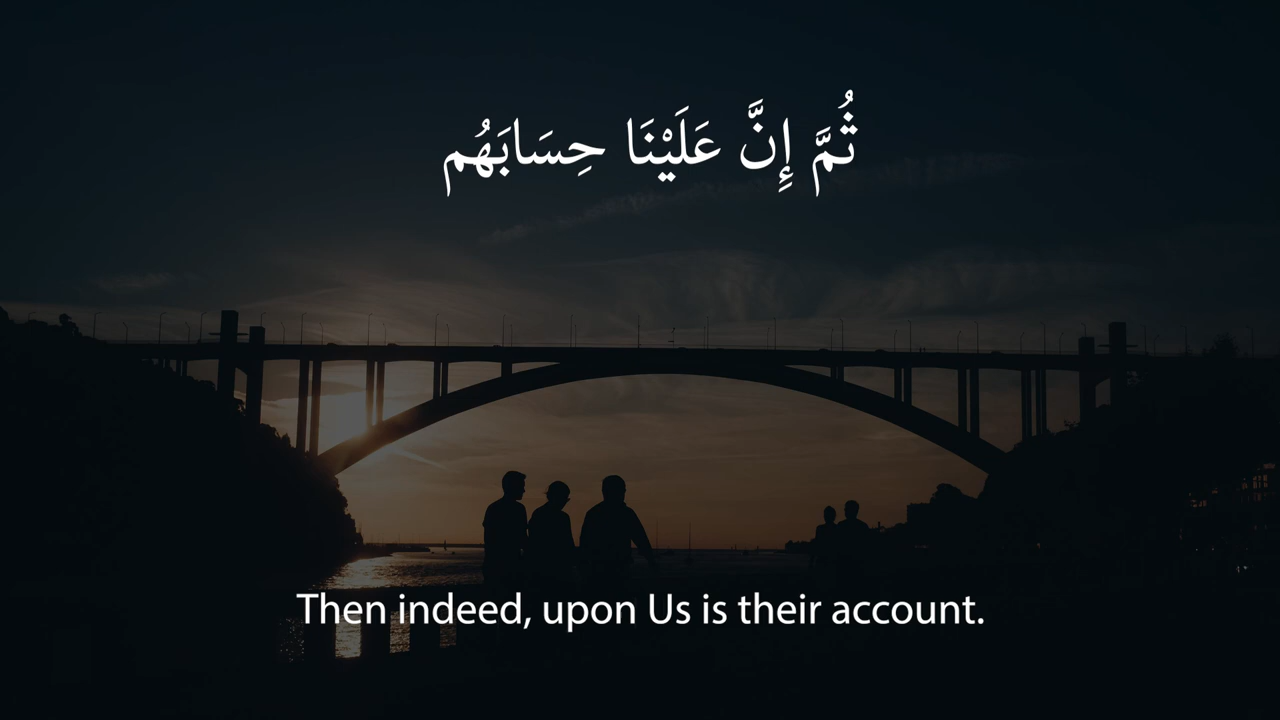 ثُمَّ إِنَّ عَلَيْنَا حِسَابَهُم
Then indeed, upon Us is their account.